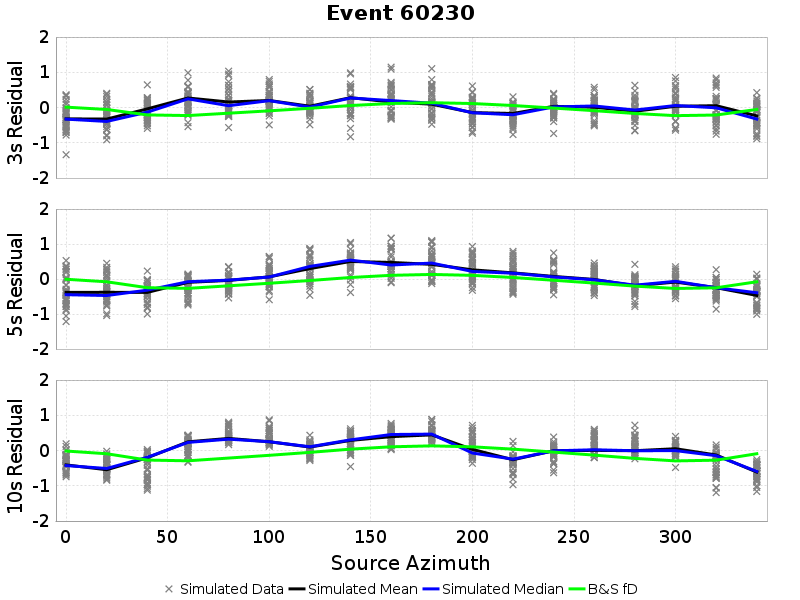 Event 60230
3s Residual
2
1
0
-1
-2
5s Residual
2
1
0
-1
-2
10s Residual
2
1
0
-1
-2
0 50 100 150 200 250 300
Source Azimuth
Simulated Data Simulated Mean Simulated Median B&S fD